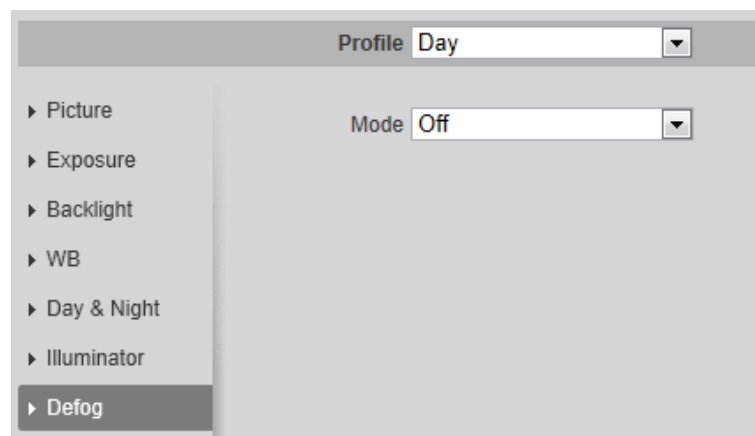 Profile Day
Picture
Mode Off
Exposure
Backlight
WB
Day & Night
Illuminator
Defog